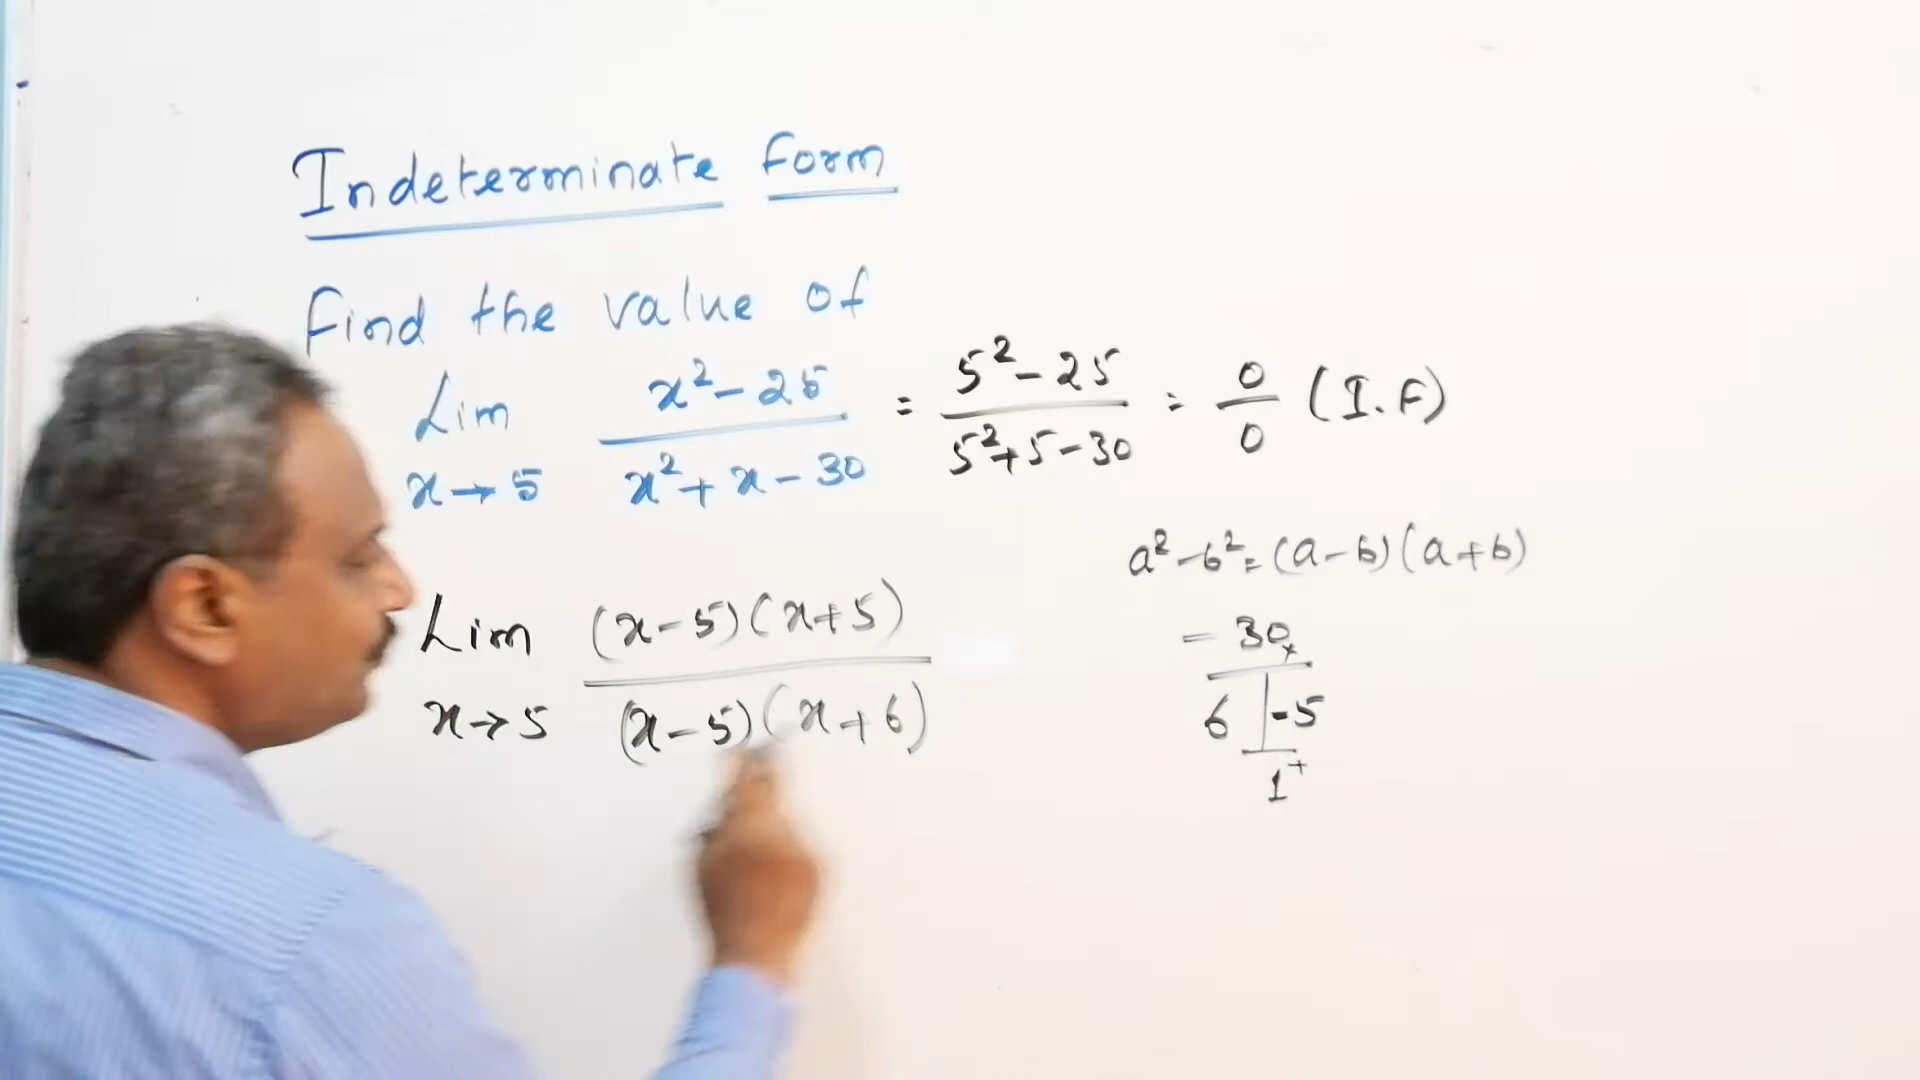 Indeterminate form
Find the value of
Lim x→5 (x²-25)/(x²+x-30) = (5²-25)/(5²+5-30) = 0/0 (I.F)
a²-b² = (a-b)(a+b)
Lim x→5 ((x-5)(x+5))/((x-5)(x+6))
-30 ×
6 | -5
1 +